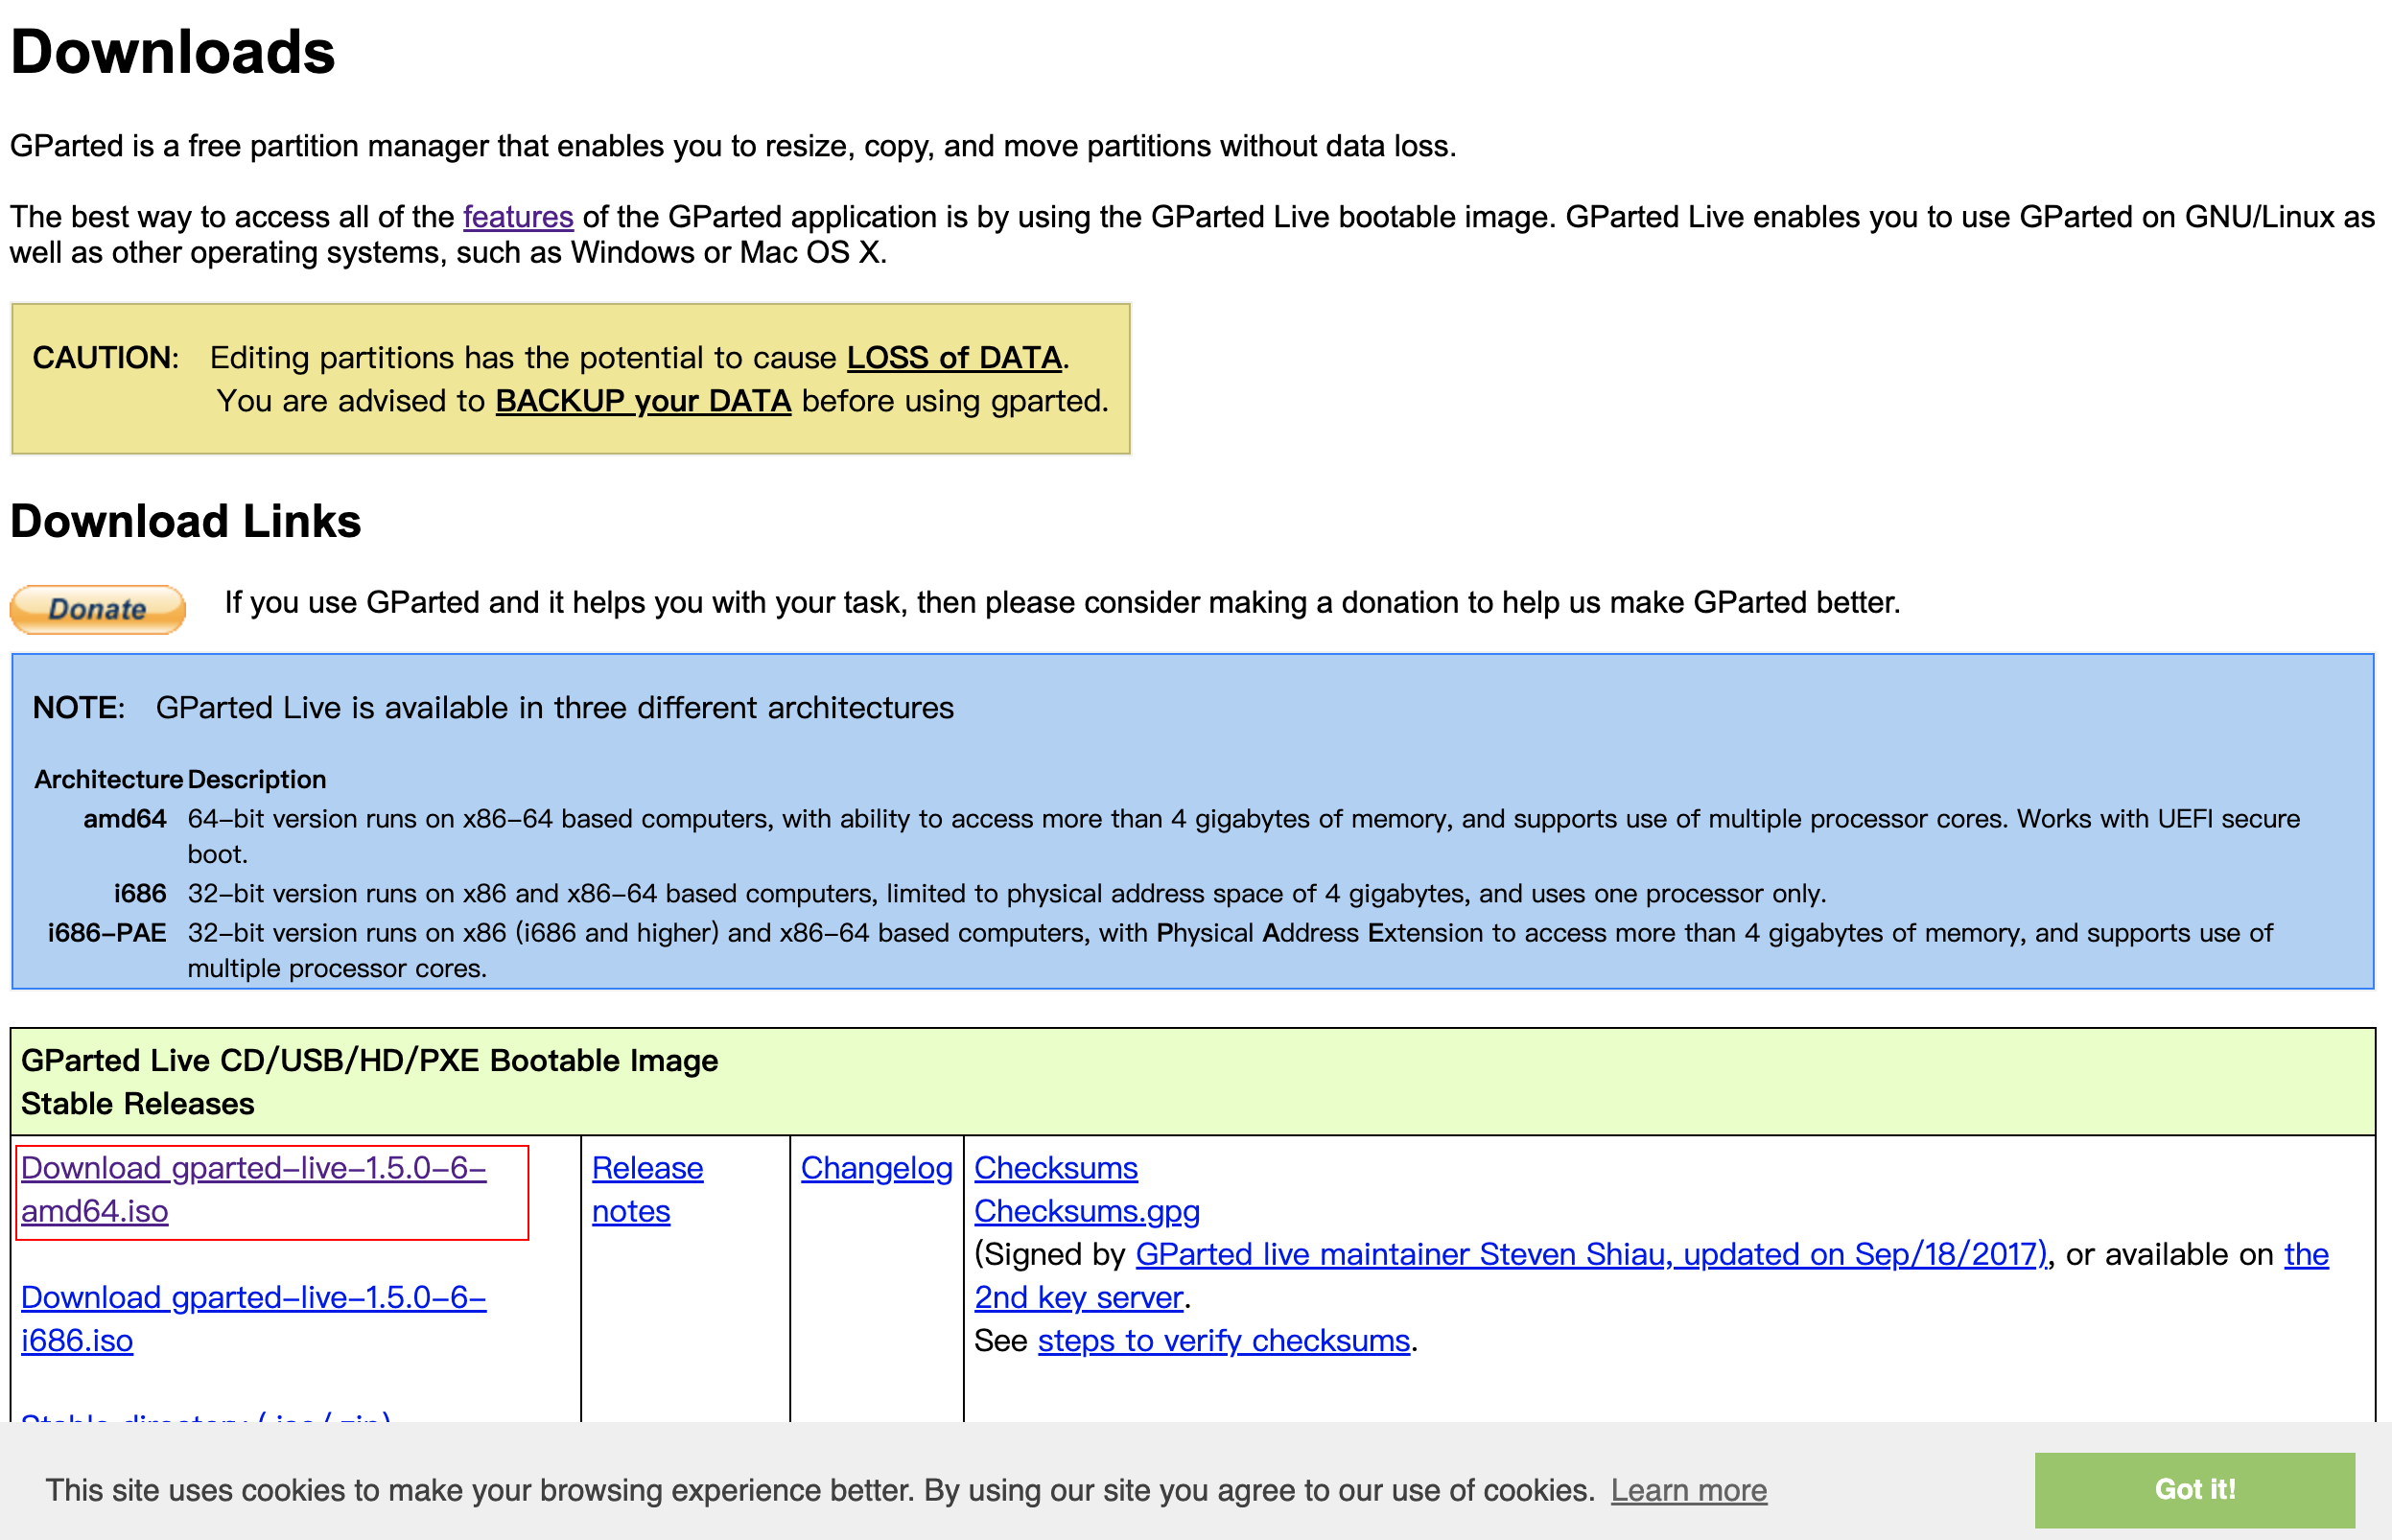 Downloads
GParted is a free partition manager that enables you to resize, copy, and move partitions without data loss.
The best way to access all of the features of the GParted application is by using the GParted Live bootable image. GParted Live enables you to use GParted on GNU/Linux as
well as other operating systems, such as Windows or Mac OS X.
CAUTION: Editing partitions has the potential to cause LOSS of DATA.
You are advised to BACKUP your DATA before using gparted.
Download Links
Donate If you use GParted and it helps you with your task, then please consider making a donation to help us make GParted better.
NOTE: GParted Live is available in three different architectures
Architecture Description
amd64 64-bit version runs on x86-64 based computers, with ability to access more than 4 gigabytes of memory, and supports use of multiple processor cores. Works with UEFI secure
boot.
i686 32-bit version runs on x86 and x86-64 based computers, limited to physical address space of 4 gigabytes, and uses one processor only.
i686-PAE 32-bit version runs on x86 (i686 and higher) and x86-64 based computers, with Physical Address Extension to access more than 4 gigabytes of memory, and supports use of
multiple processor cores.
GParted Live CD/USB/HD/PXE Bootable Image
Stable Releases
Download gparted-live-1.5.0-6-
amd64.iso
Download gparted-live-1.5.0-6-
i686.iso
Stable directory (.iso/.zip)
Release
notes
Changelog
Checksums
Checksums.gpg
(Signed by GParted live maintainer Steven Shiau, updated on Sep/18/2017), or available on the
2nd key server.
See steps to verify checksums.
This site uses cookies to make your browsing experience better. By using our site you agree to our use of cookies. Learn more
Got it!